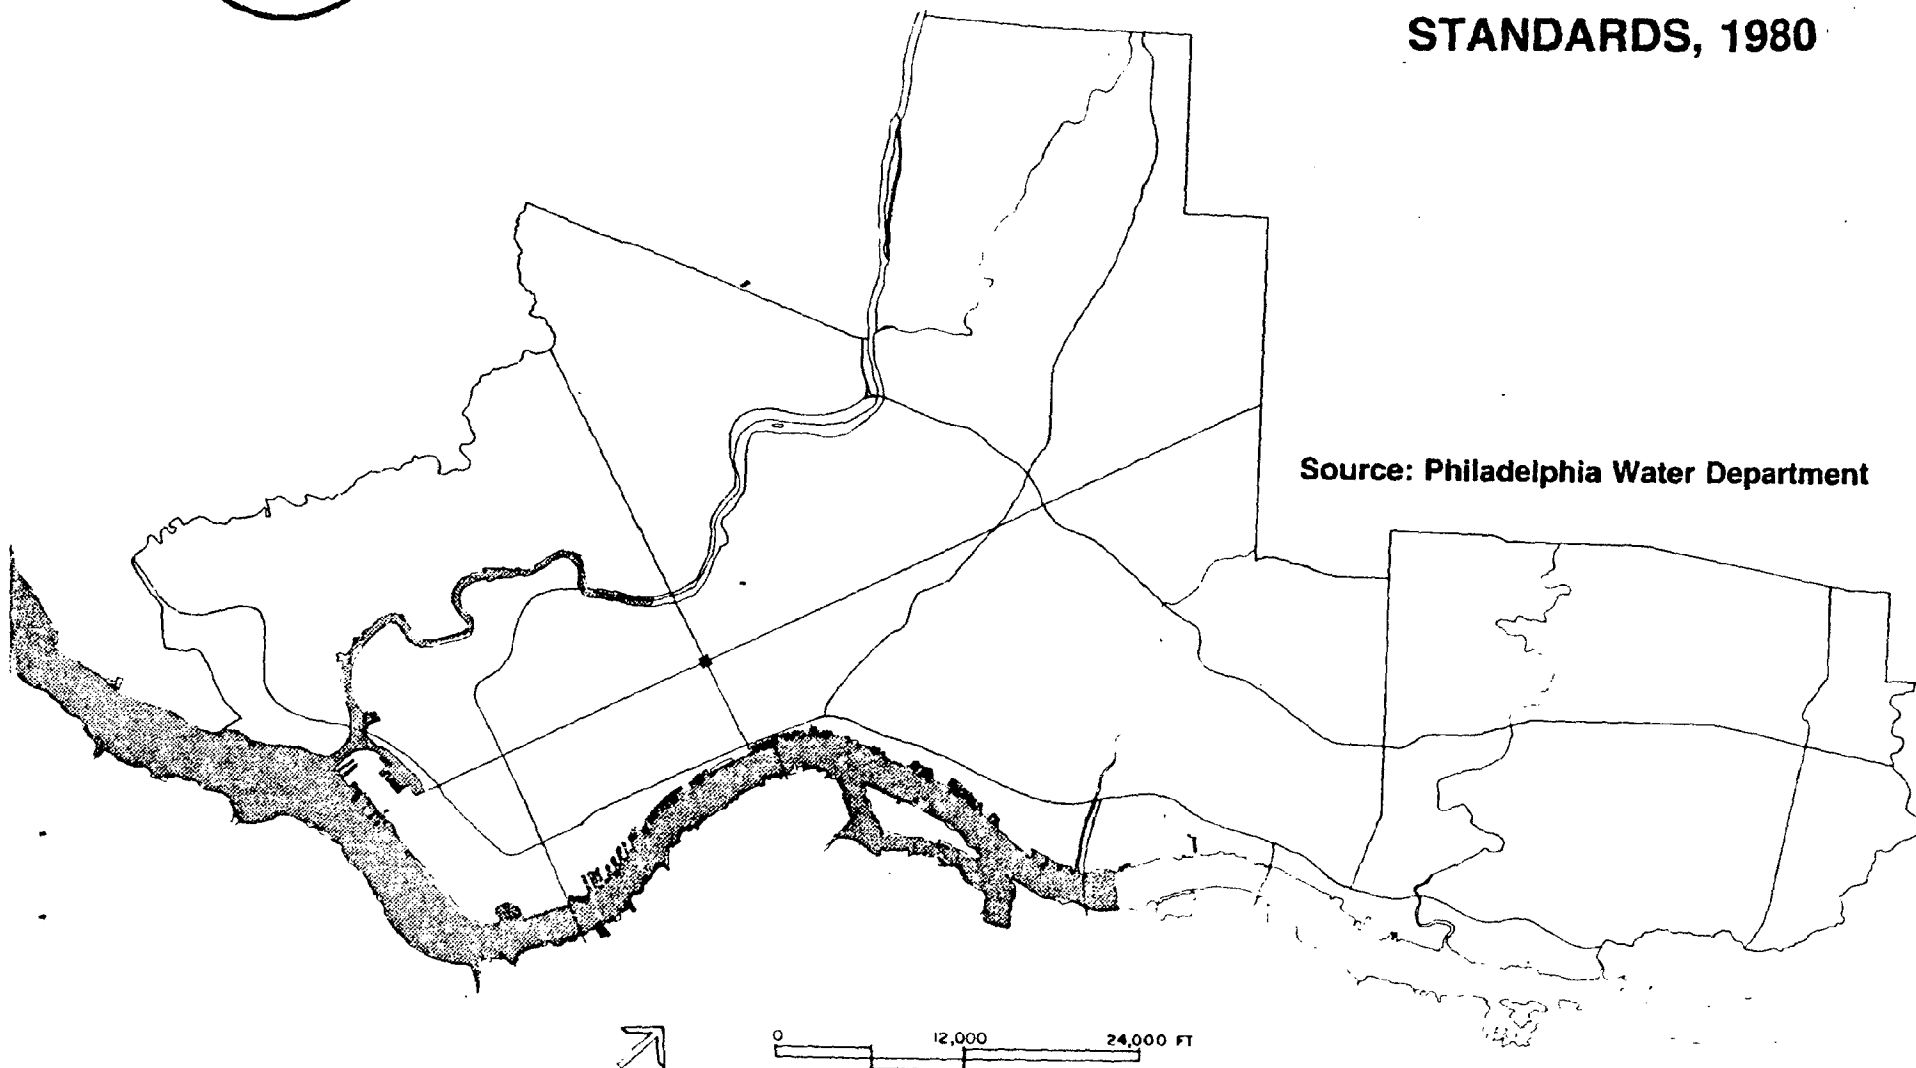 STANDARDS, 1980
Source: Philadelphia Water Department
0 12,000 24,000 FT